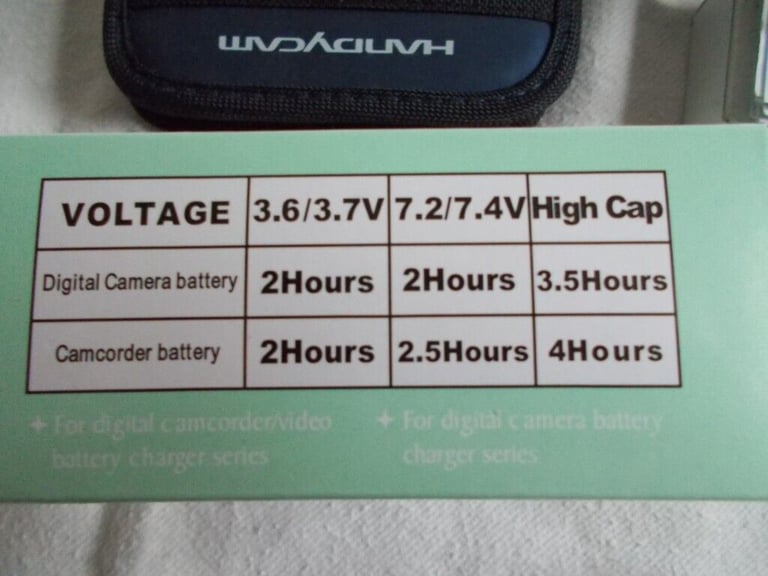 HANDYCAM
VOLTAGE 3.6/3.7V 7.2/7.4V High Cap
Digital Camera battery 2Hours 2Hours 3.5Hours
Camcorder battery 2Hours 2.5Hours 4Hours
For digital camcorder/video
battery charger series
For digital camera battery
charger series